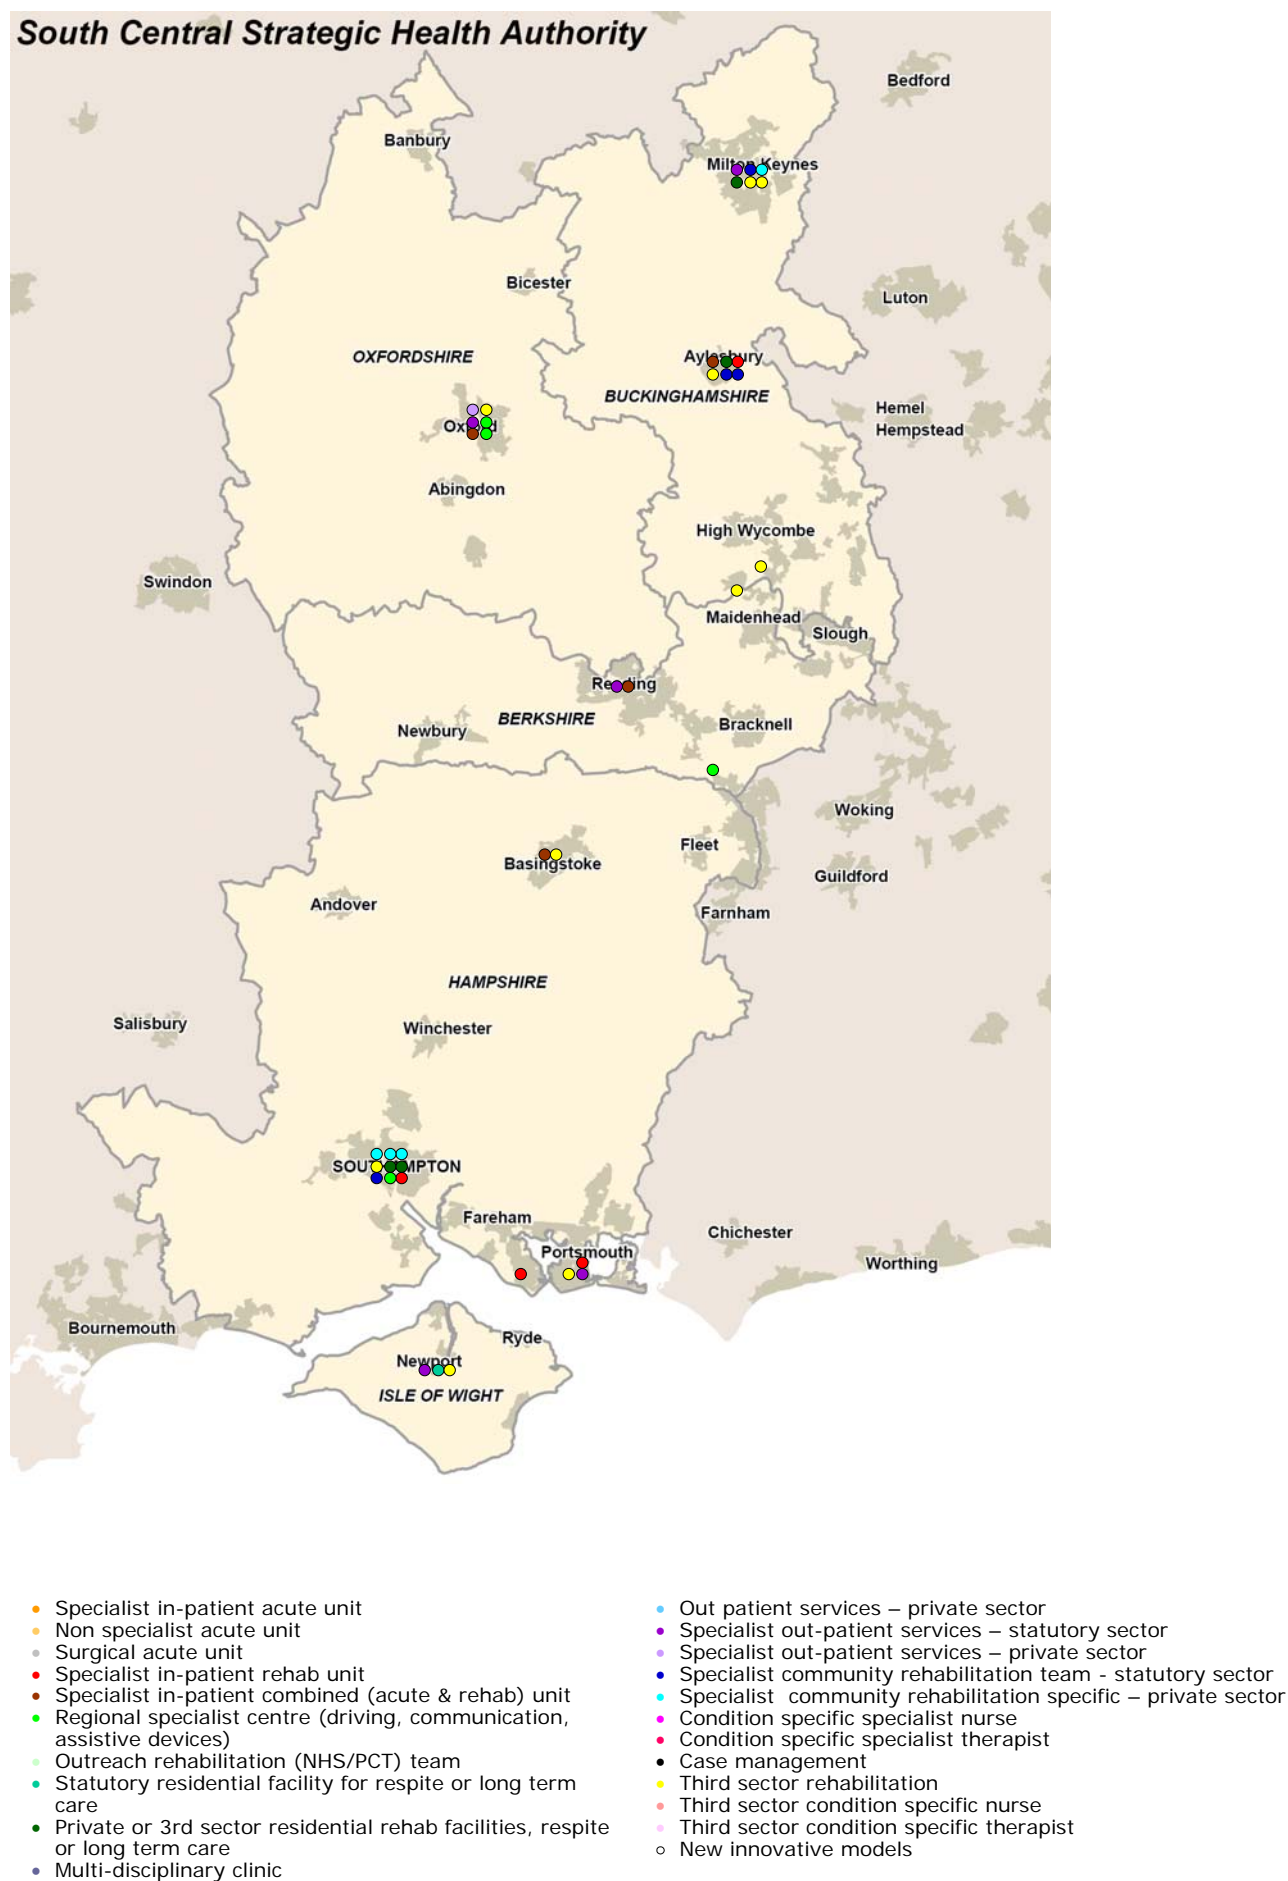 South Central Strategic Health Authority
Bedford
Banbury
Milton Keynes
Bicester
Luton
OXFORDSHIRE
Aylesbury
BUCKINGHAMSHIRE
Hemel
Hempstead
Oxford
Abingdon
High Wycombe
Swindon
Maidenhead
Slough
Reading
BERKSHIRE
Newbury
Bracknell
Woking
Fleet
Basingstoke
Guildford
Andover
Farnham
HAMPSHIRE
Salisbury
Winchester
SOUTHAMPTON
Fareham
Chichester
Portsmouth
Worthing
Bournemouth
Ryde
Newport
ISLE OF WIGHT
Specialist in-patient acute unit
Non specialist acute unit
Surgical acute unit
Specialist in-patient rehab unit
Specialist in-patient combined (acute & rehab) unit
Regional specialist centre (driving, communication,
assistive devices)
Outreach rehabilitation (NHS/PCT) team
Statutory residential facility for respite or long term
care
Private or 3rd sector residential rehab facilities, respite
or long term care
Multi-disciplinary clinic
Out patient services – private sector
Specialist out-patient services – statutory sector
Specialist out-patient services – private sector
Specialist community rehabilitation team - statutory sector
Specialist  community rehabilitation specific – private sector
Condition specific specialist nurse
Condition specific specialist therapist
Case management
Third sector rehabilitation
Third sector condition specific nurse
Third sector condition specific therapist
New innovative models